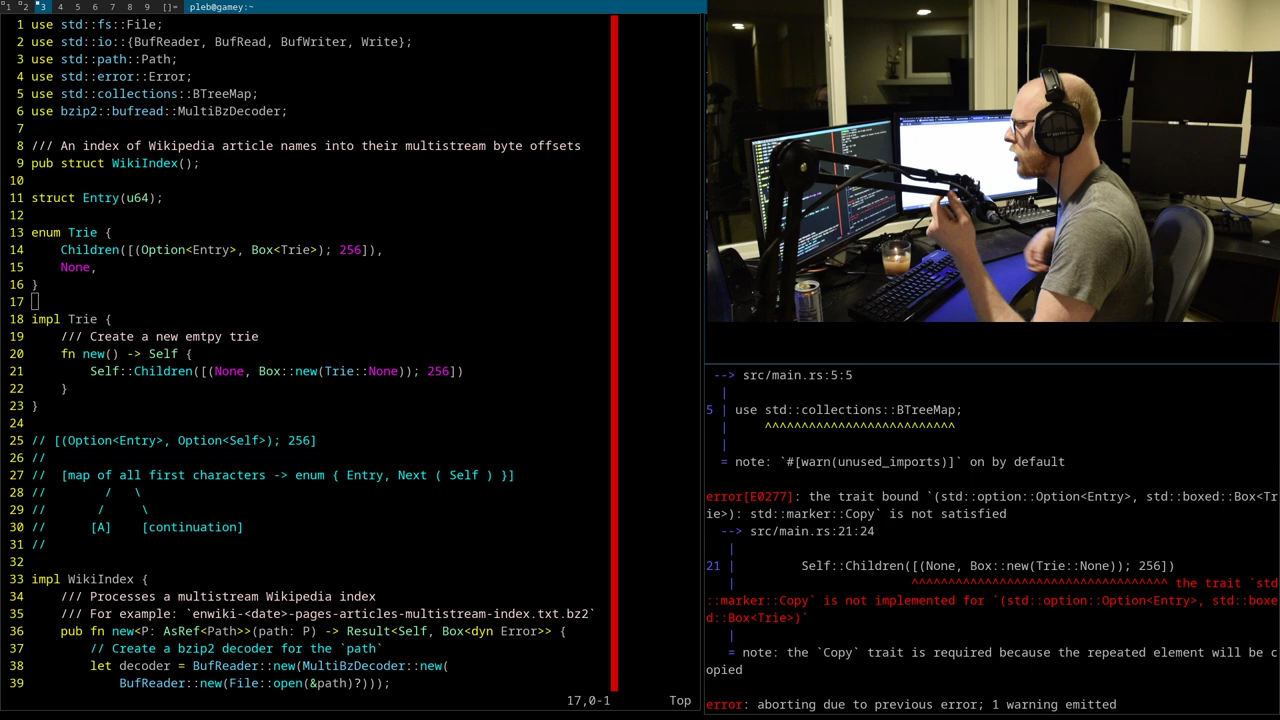 1 2 3 4 5 6 7 8 9 []= pleb@gamey:~
1 use std::fs::File;
2 use std::io::{BufReader, BufRead, BufWriter, Write};
3 use std::path::Path;
4 use std::error::Error;
5 use std::collections::BTreeMap;
6 use bzip2::bufread::MultiBzDecoder;
7
8 /// An index of Wikipedia article names into their multistream byte offsets
9 pub struct WikiIndex();
10
11 struct Entry(u64);
12
13 enum Trie {
14     Children([(Option<Entry>, Box<Trie>); 256]),
15     None,
16 }
17
18 impl Trie {
19     /// Create a new emtpy trie
20     fn new() -> Self {
21         Self::Children([(None, Box::new(Trie::None)); 256])
22     }
23 }
24
25 // [(Option<Entry>, Option<Self>); 256]
26 //
27 //  [map of all first characters -> enum { Entry, Next ( Self ) }]
28 //        /   \
29 //       /     \
30 //      [A]    [continuation]
31 //
32
33 impl WikiIndex {
34     /// Processes a multistream Wikipedia index
35     /// For example: `enwiki-<date>-pages-articles-multistream-index.txt.bz2`
36     pub fn new<P: AsRef<Path>>(path: P) -> Result<Self, Box<dyn Error>> {
37         // Create a bzip2 decoder for the `path`
38         let decoder = BufReader::new(MultiBzDecoder::new(
39             BufReader::new(File::open(&path)?)));
17,0-1 Top
--> src/main.rs:5:5
|
5 | use std::collections::BTreeMap;
|     ^^^^^^^^^^^^^^^^^^^^^^^^^
|
= note: `#[warn(unused_imports)]` on by default
error[E0277]: the trait bound `(std::option::Option<Entry>, std::boxed::Box<Tr
ie>): std::marker::Copy` is not satisfied
--> src/main.rs:21:24
|
21 |         Self::Children([(None, Box::new(Trie::None)); 256])
|                        ^^^^^^^^^^^^^^^^^^^^^^^^^^^^^^^^^^ the trait `std
::marker::Copy` is not implemented for `(std::option::Option<Entry>, std::boxe
d::Box<Trie>)`
|
= note: the `Copy` trait is required because the repeated element will be c
opied
error: aborting due to previous error; 1 warning emitted